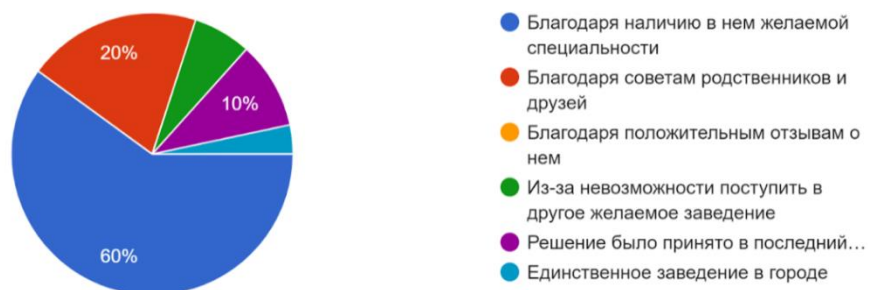 20%
10%
60%
Благодаря наличию в нем желаемой
специальности
Благодаря советам родственников и
друзей
Благодаря положительным отзывам о
нем
Из-за невозможности поступить в
другое желаемое заведение
Решение было принято в последний…
Единственное заведение в городе